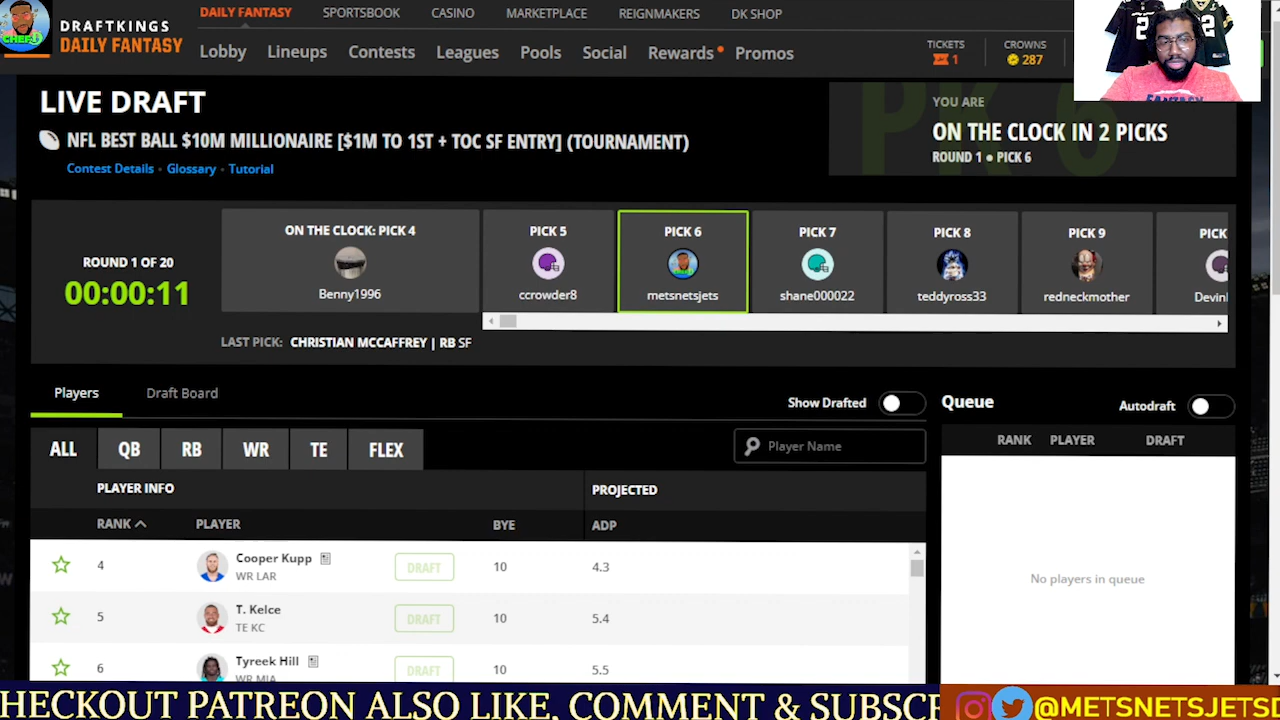 CHEF
DRAFTKINGS
DAILY FANTASY
DAILY FANTASY SPORTSBOOK CASINO MARKETPLACE REIGNMAKERS DK SHOP
Lobby Lineups Contests Leagues Pools Social Rewards Promos
TICKETS
1
CROWNS
287
LIVE DRAFT
NFL BEST BALL $10M MILLIONAIRE [$1M TO 1ST + TOC SF ENTRY] (TOURNAMENT)
Contest Details • Glossary • Tutorial
PK 6
YOU ARE
ON THE CLOCK IN 2 PICKS
ROUND 1 • PICK 6
ROUND 1 OF 20
00:00:11
ON THE CLOCK: PICK 4
Benny1996
PICK 5
ccrowder8
PICK 6
metsnetsjets
PICK 7
shane000022
PICK 8
teddyross33
PICK 9
redneckmother
PICK
Devin
LAST PICK: CHRISTIAN MCCAFFREY | RB SF
Players Draft Board
Show Drafted
Queue
Autodraft
ALL QB RB WR TE FLEX
Player Name
RANK PLAYER DRAFT
PLAYER INFO PROJECTED
RANK PLAYER BYE ADP
4 Cooper Kupp DRAFT 10 4.3
WR LAR
5 T. Kelce DRAFT 10 5.4
TE KC
6 Tyreek Hill DRAFT 10 5.5
WR MIA
No players in queue
HECKOUT PATREON ALSO LIKE, COMMENT & SUBSC
@METSNETSJETS